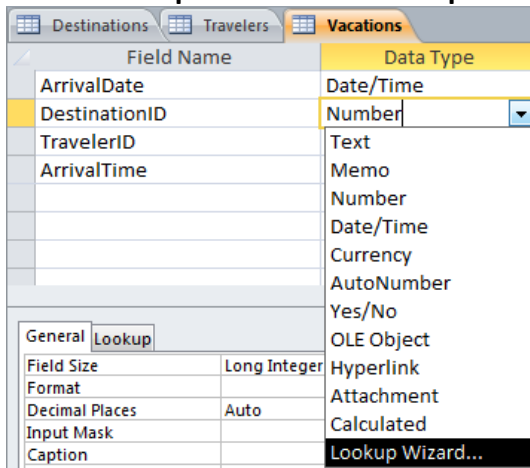 Destinations Travelers Vacations
Field Name Data Type
ArrivalDate Date/Time
DestinationID Number
TravelerID Text
ArrivalTime Memo
Number
Date/Time
Currency
AutoNumber
Yes/No
OLE Object
Hyperlink
Attachment
Calculated
Lookup Wizard...
General Lookup
Field Size Long Integer
Format
Decimal Places Auto
Input Mask
Caption